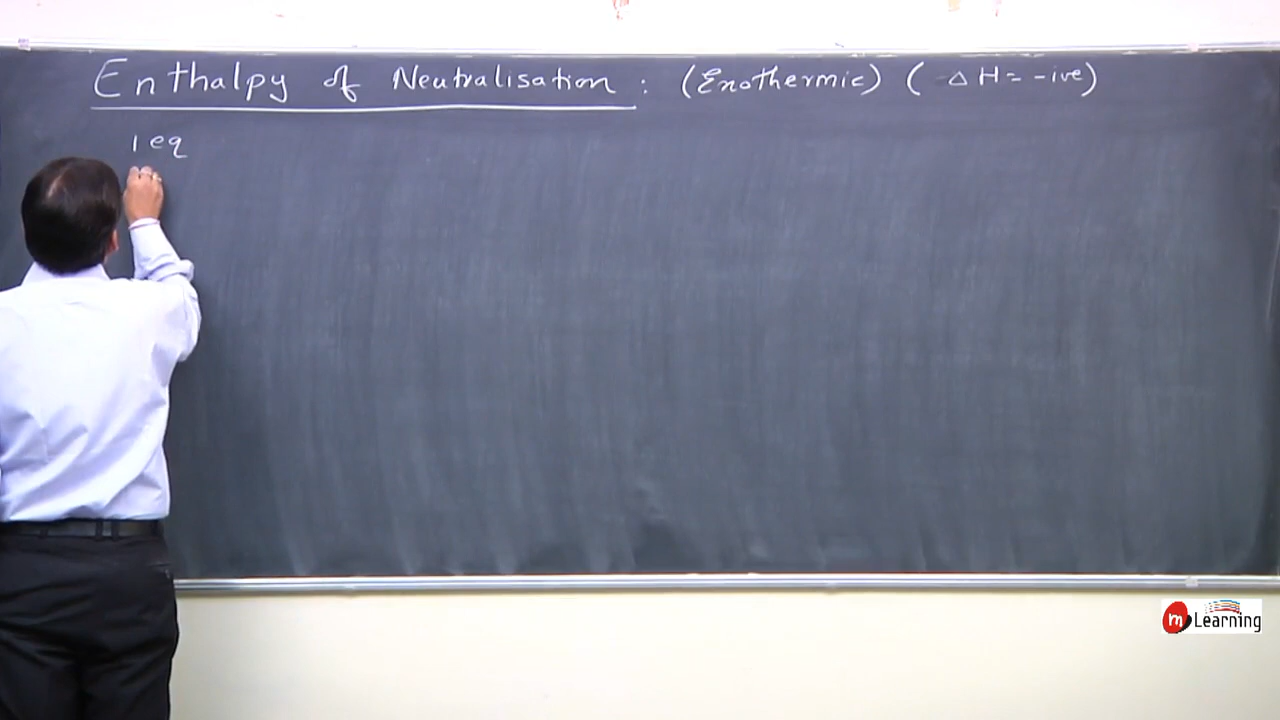 Enthalpy of Neutralisation : (Exothermic) ( ΔH = -ive)
1 eq
m Learning